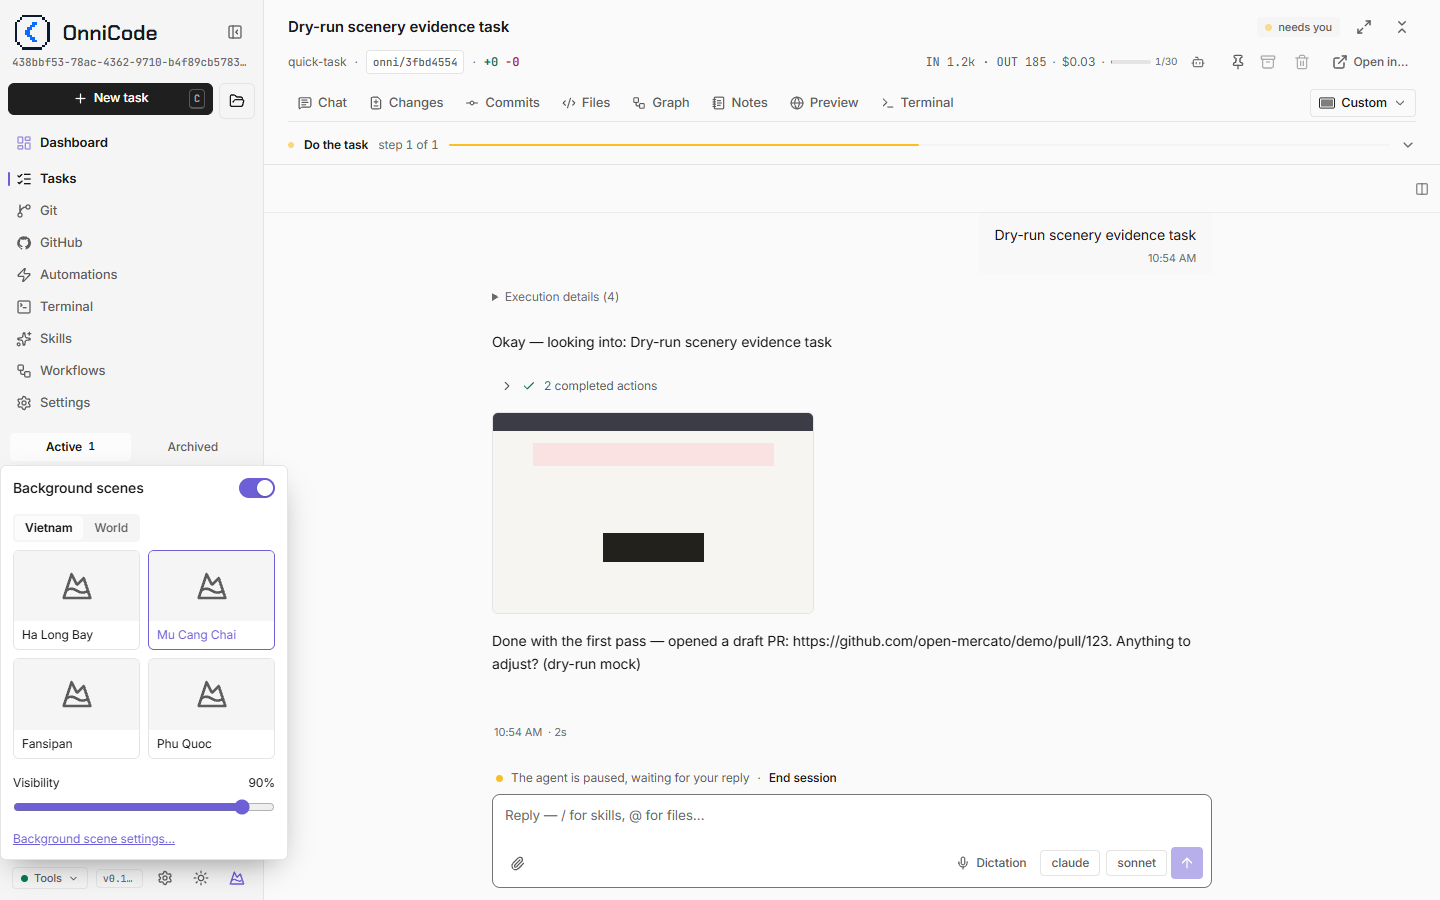 OnniCode
438bbf53-78ac-4362-9710-b4f89cb5783…
New task
C
Dashboard
Tasks
Git
GitHub
Automations
Terminal
Skills
Workflows
Settings
Active 1
Archived
Background scenes
Vietnam
World
Ha Long Bay
Mu Cang Chai
Fansipan
Phu Quoc
Visibility
90%
Background scene settings…
Tools
v0.1…
Dry-run scenery evidence task
needs you
quick-task · onni/3fbd4554 · +0 -0
IN 1.2k · OUT 185 · $0.03 · 1/30
Open in…
Chat
Changes
Commits
Files
Graph
Notes
Preview
Terminal
Custom
Do the task step 1 of 1
Dry-run scenery evidence task
10:54 AM
Execution details (4)
Okay — looking into: Dry-run scenery evidence task
2 completed actions
Done with the first pass — opened a draft PR: https://github.com/open-mercato/demo/pull/123. Anything to
adjust? (dry-run mock)
10:54 AM · 2s
The agent is paused, waiting for your reply · End session
Reply — / for skills, @ for files…
Dictation
claude
sonnet